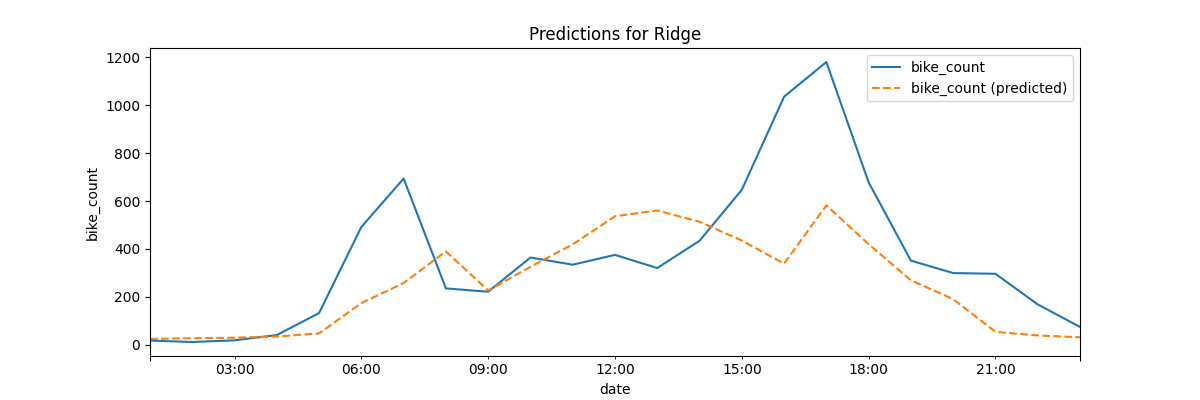 Predictions for Ridge
bike_count
bike_count (predicted)
1200
1000
800
600
400
200
0
bike_count
03:00 06:00 09:00 12:00 15:00 18:00 21:00
date